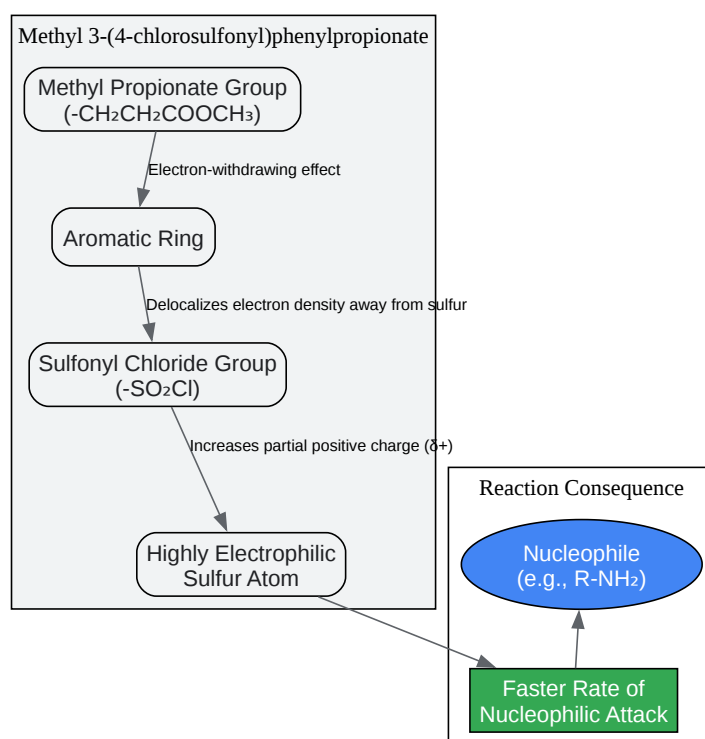 Methyl 3-(4-chlorosulfonyl)phenylpropionate
Methyl Propionate Group
(-CH₂CH₂COOCH₃)
Electron-withdrawing effect
Aromatic Ring
Delocalizes electron density away from sulfur
Sulfonyl Chloride Group
(-SO₂Cl)
Increases partial positive charge (δ+)
Highly Electrophilic
Sulfur Atom
Reaction Consequence
Nucleophile
(e.g., R-NH₂)
Faster Rate of
Nucleophilic Attack